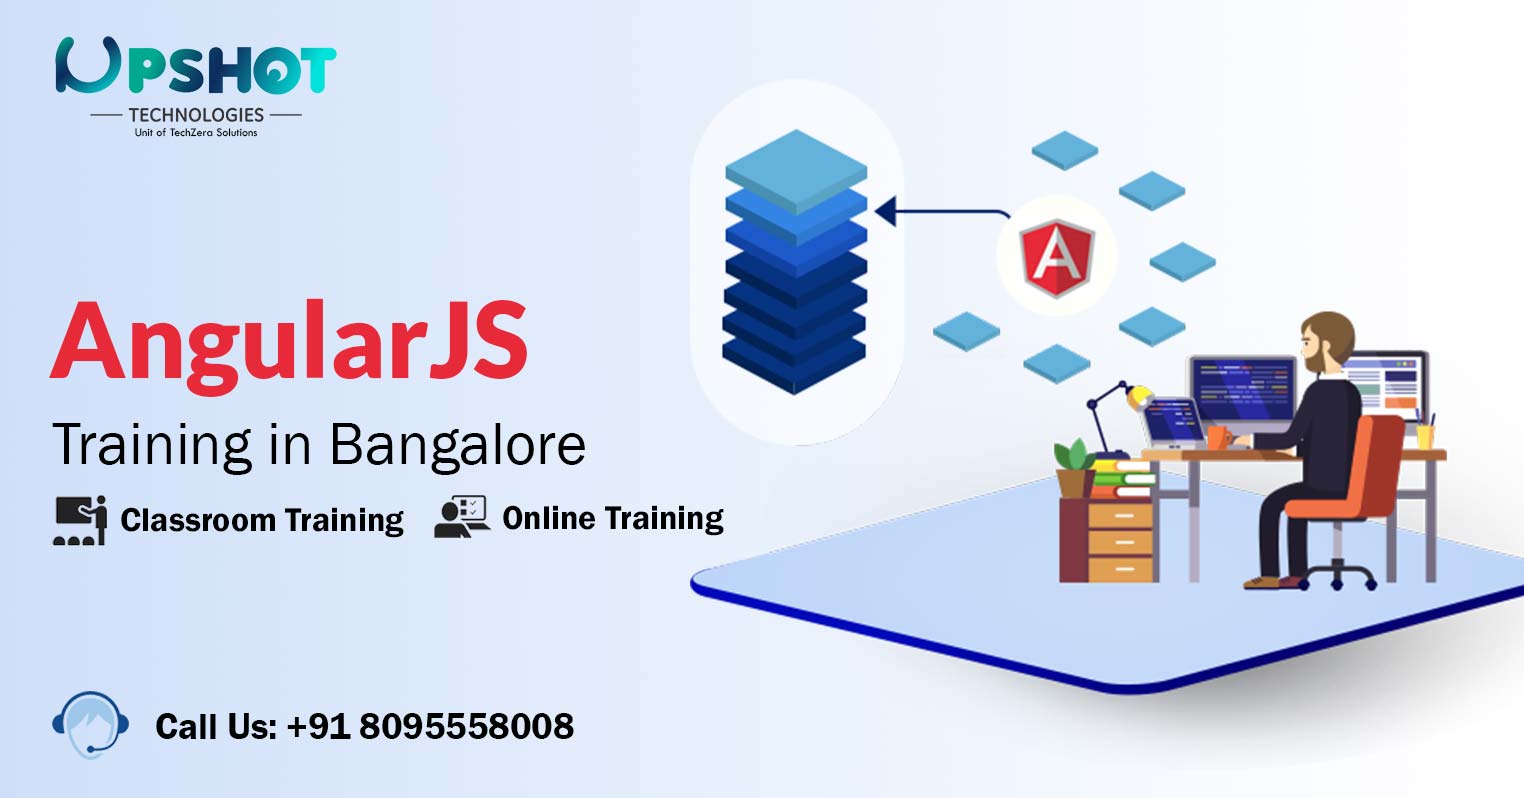 UPSHOT
TECHNOLOGIES
Unit of TechZera Solutions
AngularJS
Training in Bangalore
Classroom Training
Online Training
Call Us: +91 8095558008
A